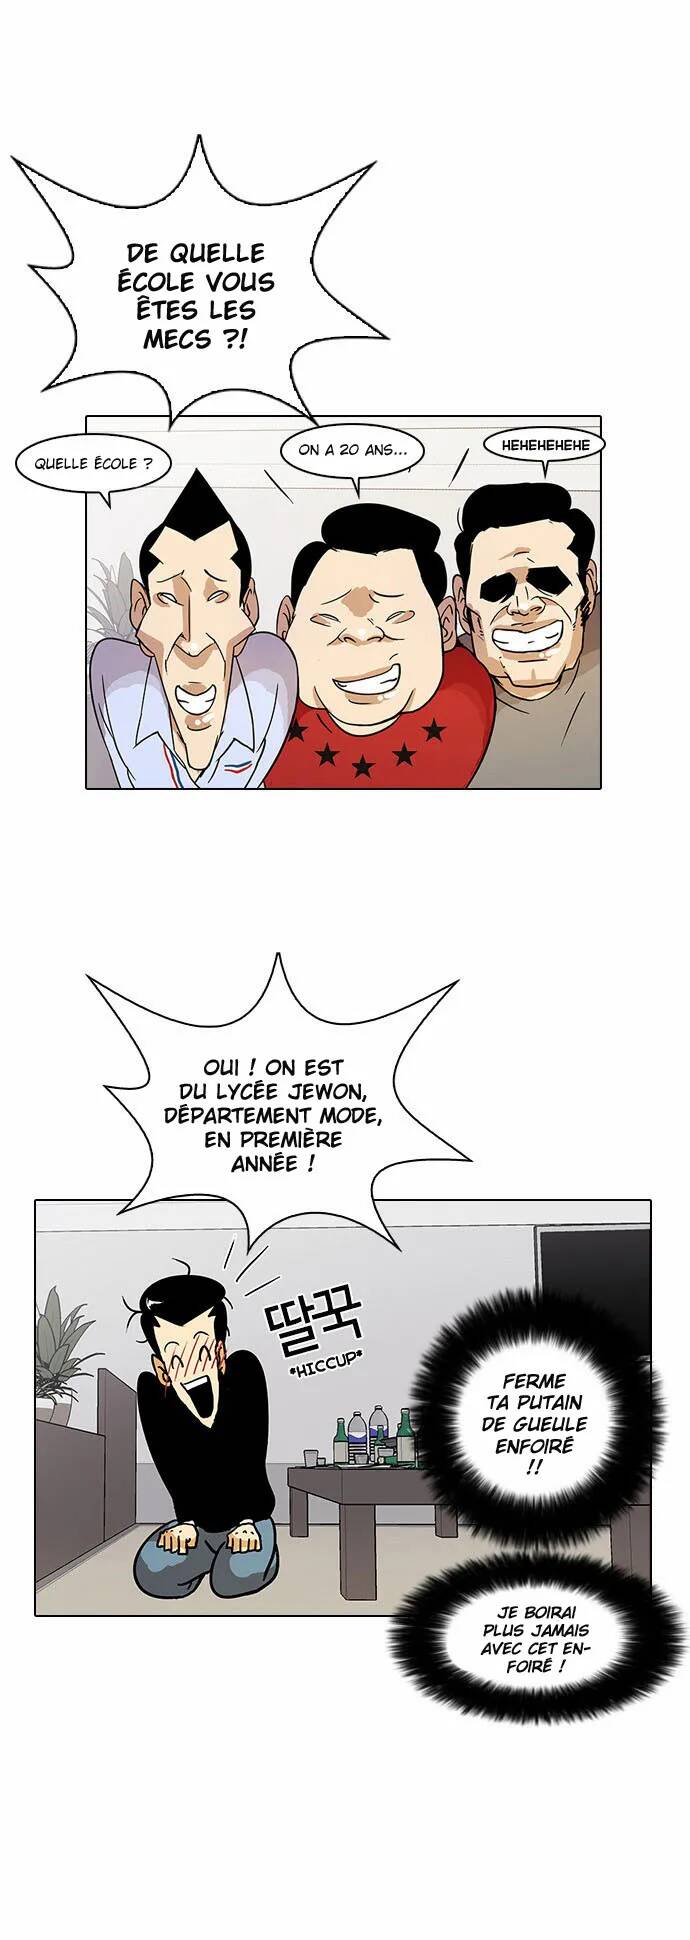 DE QUELLE
ÉCOLE VOUS
ÊTES LES
MECS ?!
QUELLE ÉCOLE ?
ON A 20 ANS...
HEHEHEHEHE
OUI ! ON EST
DU LYCÉE JEWON,
DÉPARTEMENT MODE,
EN PREMIÈRE
ANNÉE !
딸꾹
*HICCUP*
FERME
TA PUTAIN
DE GUEULE
ENFOIRÉ
!!
JE BOIRAI
PLUS JAMAIS
AVEC CET EN-
FOIRÉ !